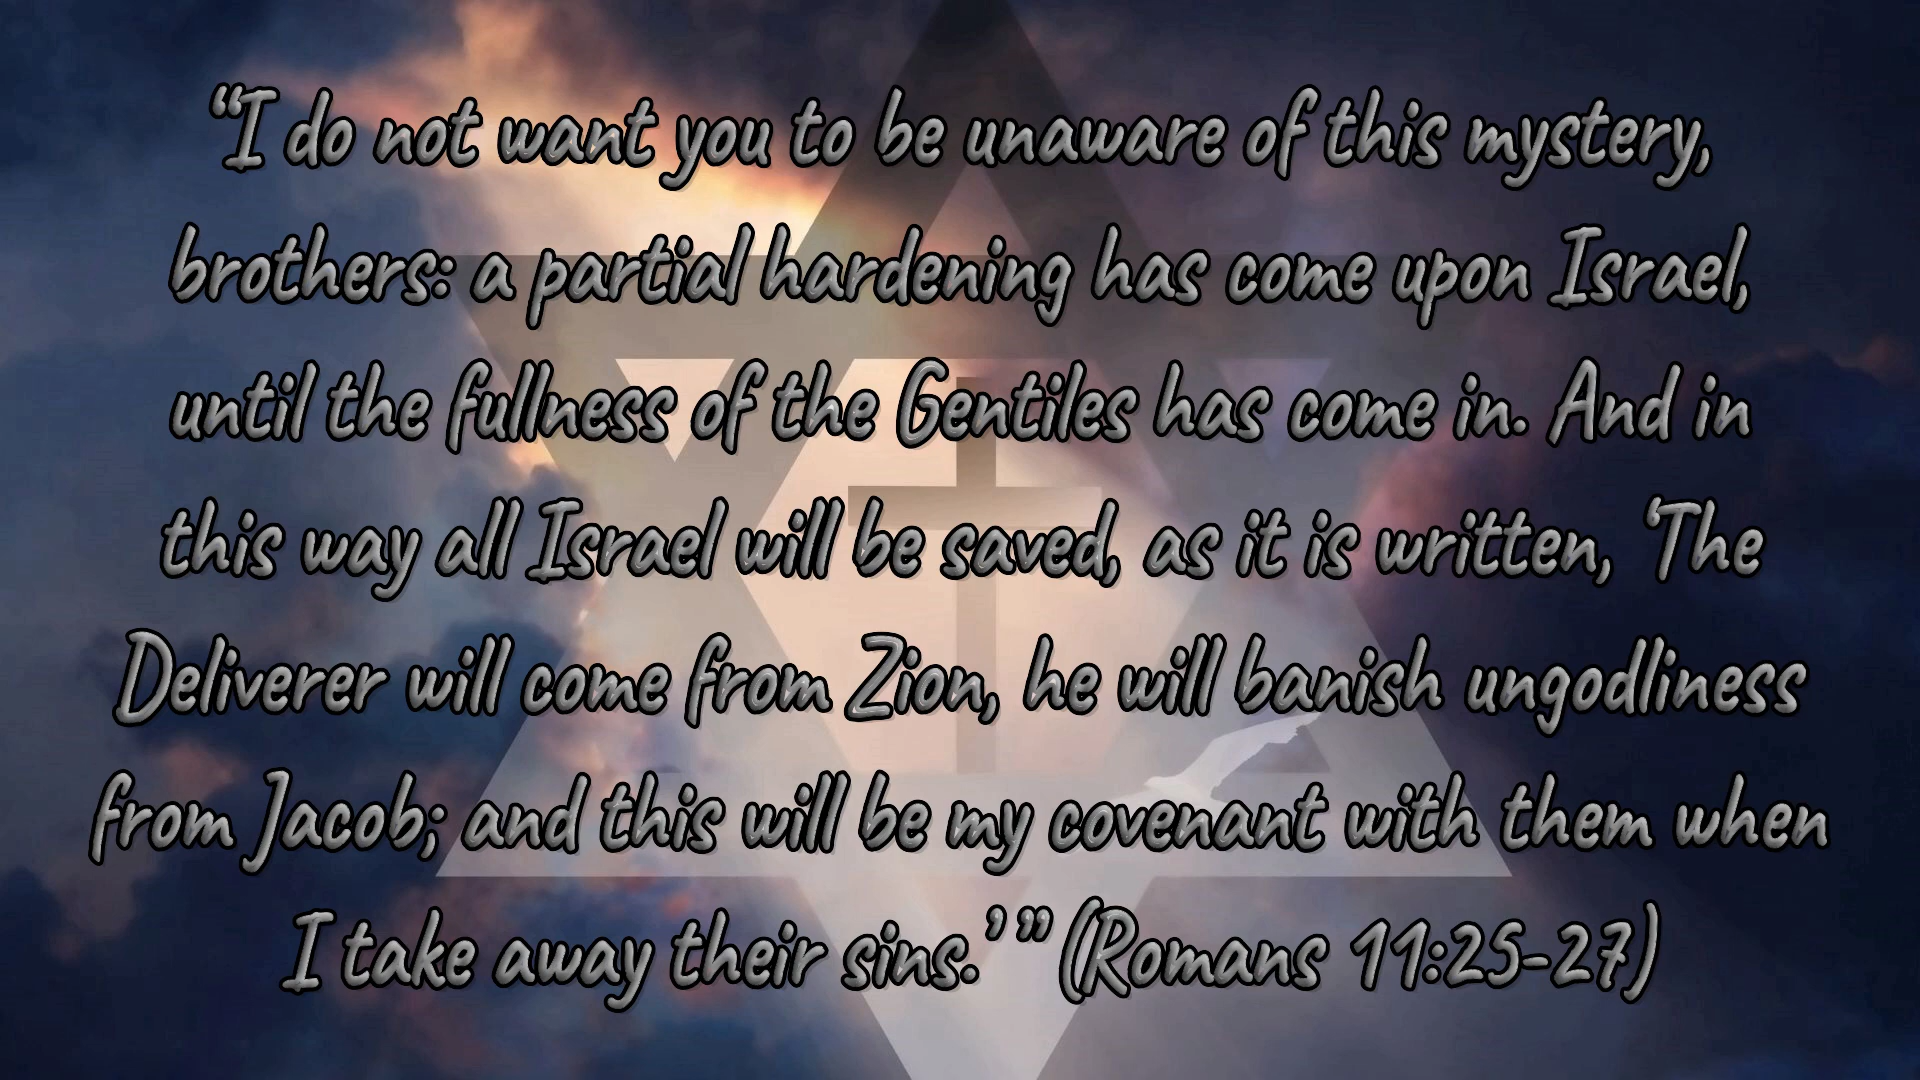 “I do not want you to be unaware of this mystery,
brothers: a partial hardening has come upon Israel,
until the fullness of the Gentiles has come in. And in
this way all Israel will be saved, as it is written, ‘The
Deliverer will come from Zion, he will banish ungodliness
from Jacob; and this will be my covenant with them when
I take away their sins.’ ” (Romans 11:25-27)